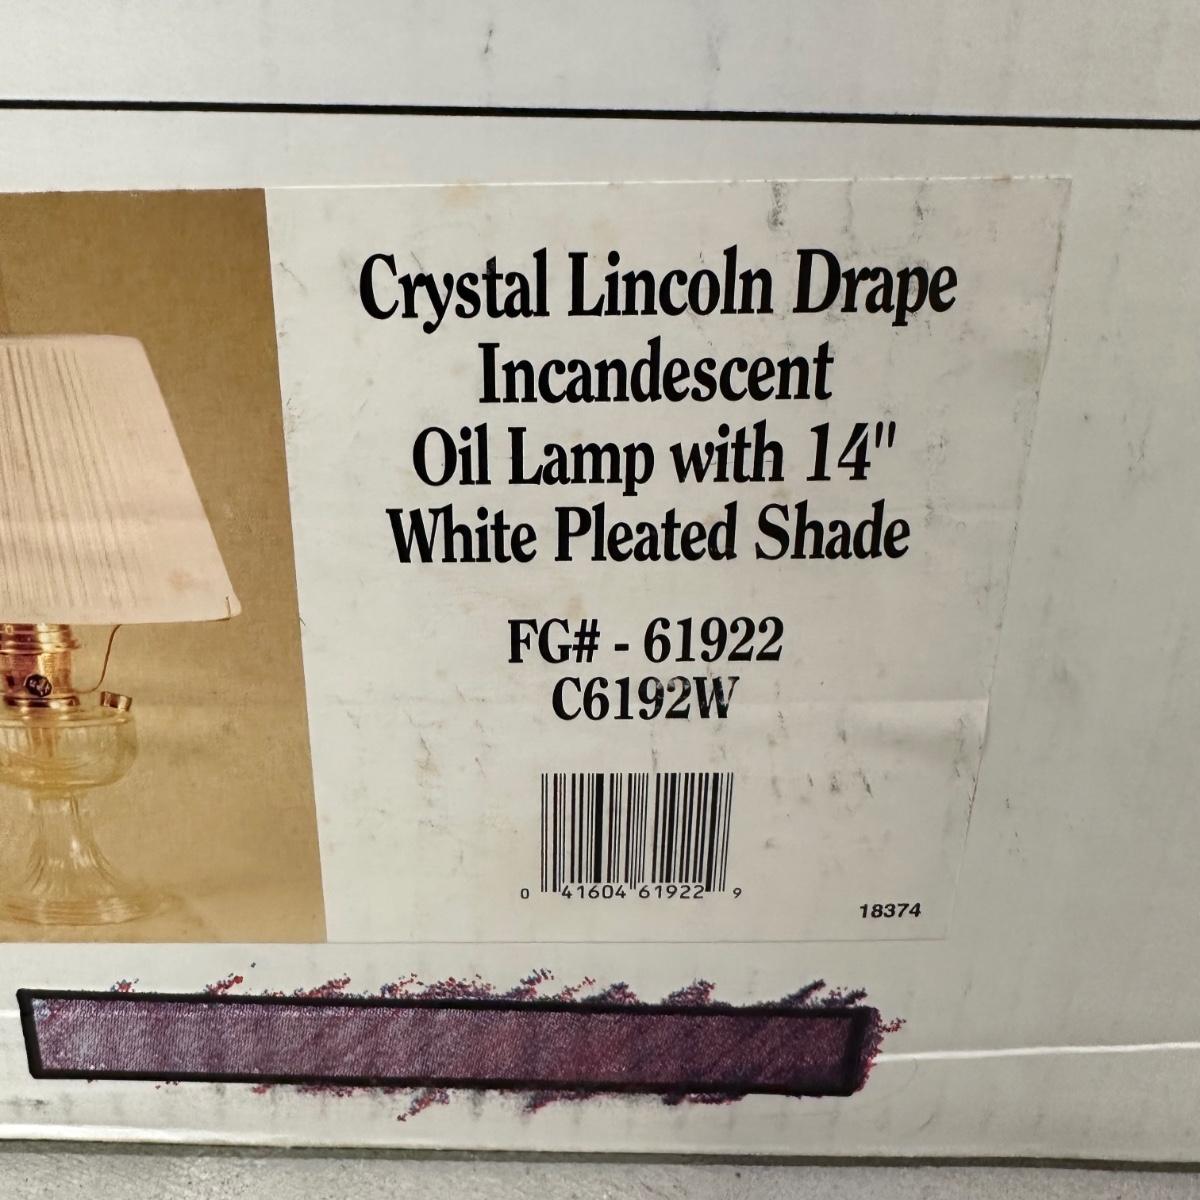 Crystal Lincoln Drape
Incandescent
Oil Lamp with 14"
White Pleated Shade
FG# - 61922
C6192W
0 41604 61922 9
18374